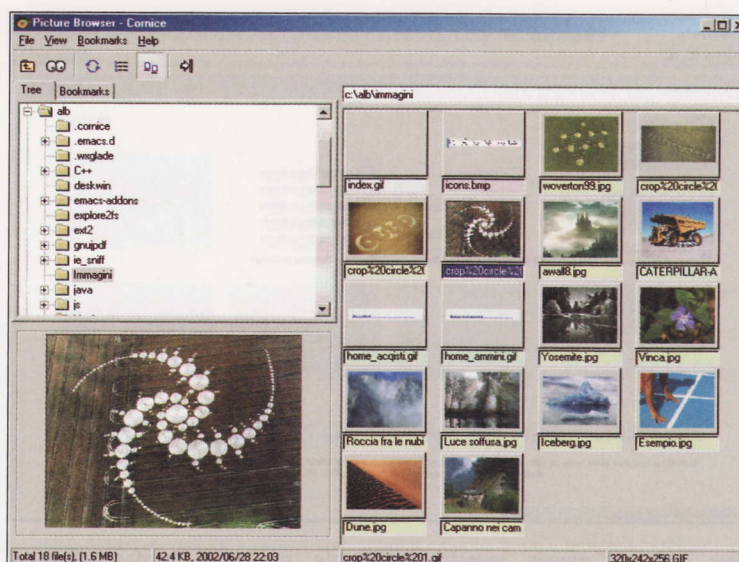 Picture Browser - Cornice
File View Bookmarks Help
Tree Bookmarks
alb
.cornice
.emacs.d
.wxglade
C++
deskwin
emacs-addons
explore2fs
ext2
gnujpdf
ie_sniff
Immagini
java
js
c:\alb\immagini
index.gif icons.bmp woverton99.jpg crop%20circle%2(
crop%20circle%2( crop%20circle%2( awall8.jpg CATERPILLAR-A
home_acqisti.gif home_ammini.gif Yosemite.jpg Vinca.jpg
Roccia fra le nubi Luce soffusa.jpg Iceberg.jpg Esempio.jpg
Dune.jpg Capanno nei cam
Total 18 file(s), (1.6 MB) 42.4 KB, 2002/06/28 22:03 crop%20circle%201.gif 320x242x256 GIF